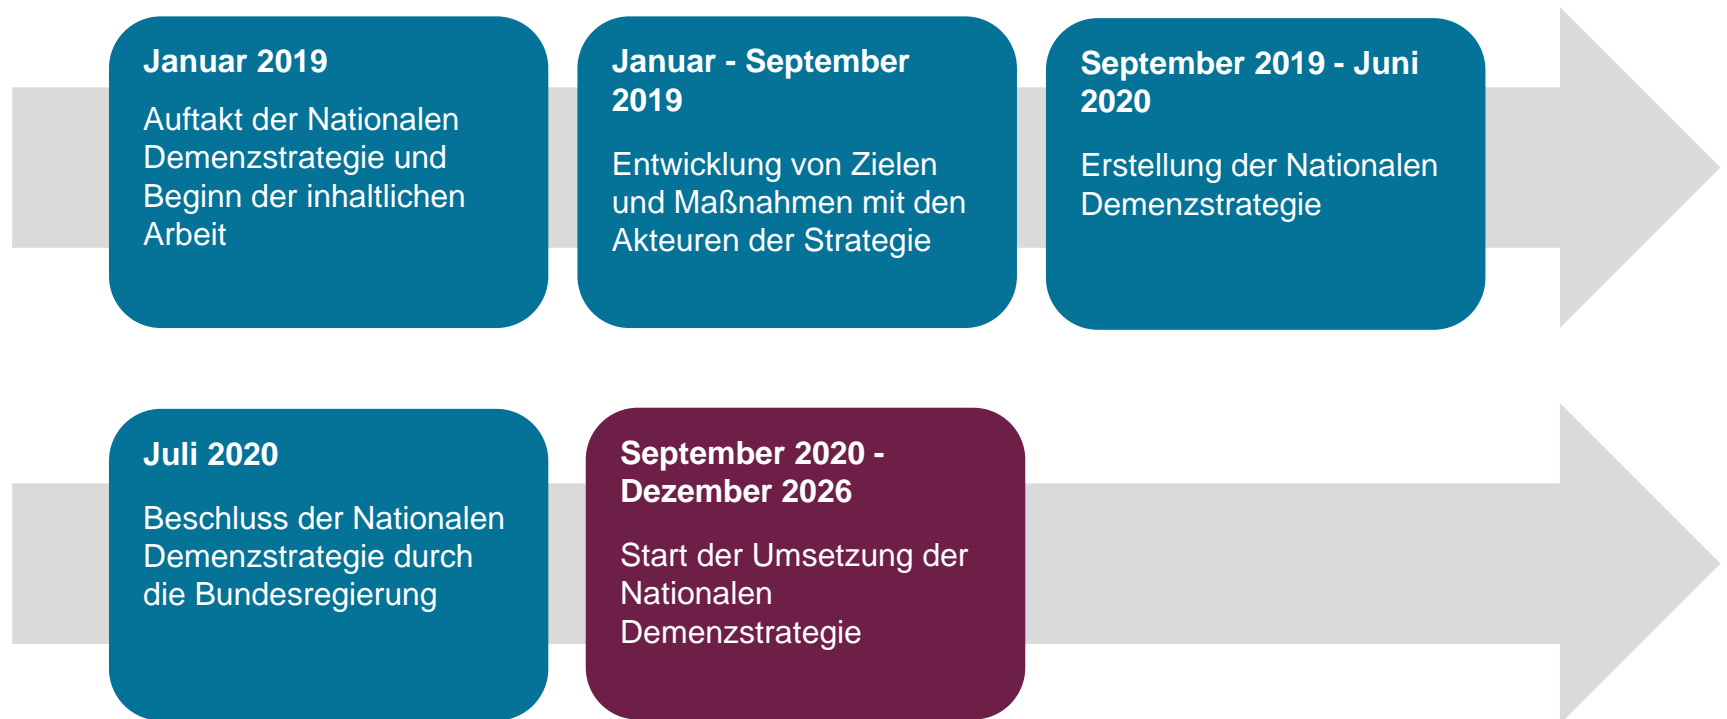 Januar 2019
Auftakt der Nationalen
Demenzstrategie und
Beginn der inhaltlichen
Arbeit
Januar - September
2019
Entwicklung von Zielen
und Maßnahmen mit den
Akteuren der Strategie
September 2019 - Juni
2020
Erstellung der Nationalen
Demenzstrategie
Juli 2020
Beschluss der Nationalen
Demenzstrategie durch
die Bundesregierung
September 2020 -
Dezember 2026
Start der Umsetzung der
Nationalen
Demenzstrategie